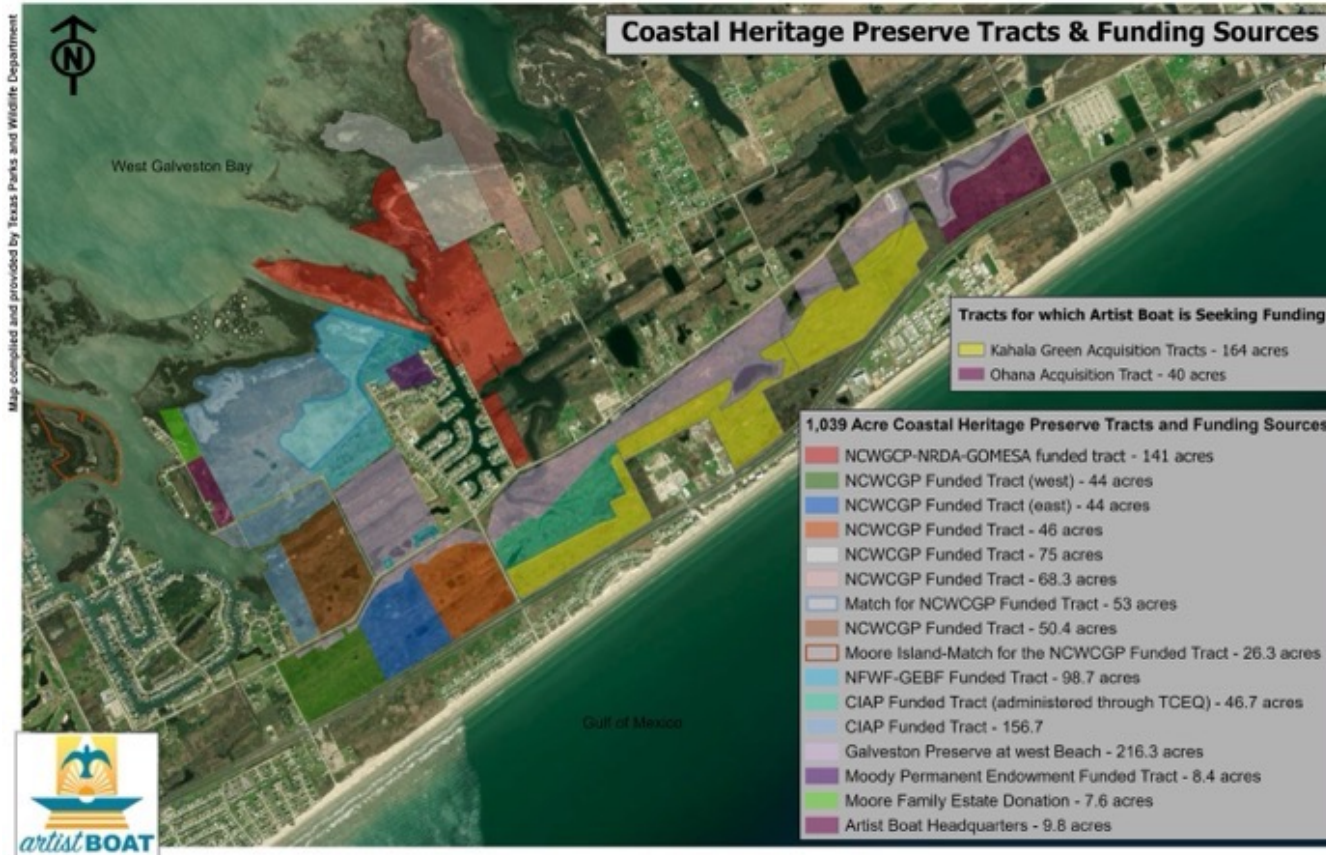 Coastal Heritage Preserve Tracts & Funding Sources
N
Map complied and provided by Texas Parks and Wildlife Department
West Galveston Bay
Tracts for which Artist Boat is Seeking Funding
Kahala Green Acquisition Tracts - 164 acres
Ohana Acquisition Tract - 40 acres
1,039 Acre Coastal Heritage Preserve Tracts and Funding Sources
NCWGCP-NRDA-GOMESA funded tract - 141 acres
NCWCGP Funded Tract (west) - 44 acres
NCWCGP Funded Tract (east) - 44 acres
NCWCGP Funded Tract - 46 acres
NCWCGP Funded Tract - 75 acres
NCWCGP Funded Tract - 68.3 acres
Match for NCWCGP Funded Tract - 53 acres
NCWCGP Funded Tract - 50.4 acres
Moore Island-Match for the NCWCGP Funded Tract - 26.3 acres
NFWF-GEBF Funded Tract - 98.7 acres
CIAP Funded Tract (administered through TCEQ) - 46.7 acres
CIAP Funded Tract - 156.7
Galveston Preserve at west Beach - 216.3 acres
Moody Permanent Endowment Funded Tract - 8.4 acres
Moore Family Estate Donation - 7.6 acres
Artist Boat Headquarters - 9.8 acres
Gulf of Mexico
artist BOAT